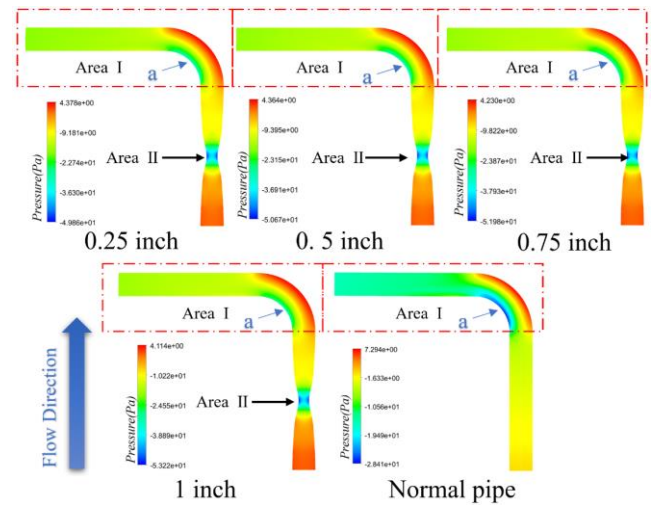 Area I
a
4.378e+00
-9.181e+00
-2.274e+01
-3.630e+01
-4.986e+01
Pressure(Pa)
Area II
0.25 inch
Area I
a
4.364e+00
-9.395e+00
-2.315e+01
-3.691e+01
-5.067e+01
Pressure(Pa)
Area II
0. 5 inch
Area I
a
4.230e+00
-9.822e+00
-2.387e+01
-3.793e+01
-5.198e+01
Pressure(Pa)
Area II
0.75 inch
Flow Direction
Area I
a
4.114e+00
-1.022e+01
-2.455e+01
-3.889e+01
-5.322e+01
Pressure(Pa)
Area II
1 inch
Area I
a
7.294e+00
-1.633e+00
-1.056e+01
-1.949e+01
-2.841e+01
Pressure(Pa)
Normal pipe